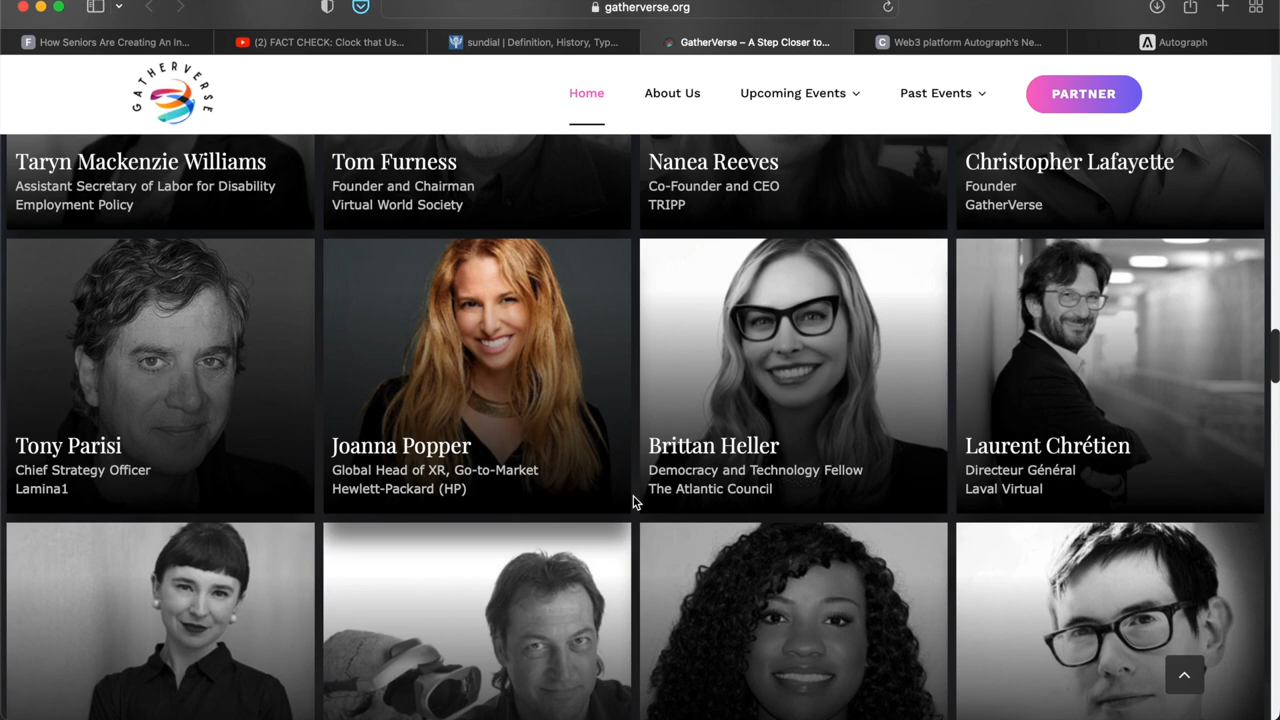 gatherverse.org
How Seniors Are Creating An In...
(2) FACT CHECK: Clock that Us...
sundial | Definition, History, Typ...
GatherVerse – A Step Closer to...
Web3 platform Autograph's Ne...
Autograph
GATHERVERSE
Home
About Us
Upcoming Events
Past Events
PARTNER
Taryn Mackenzie Williams
Assistant Secretary of Labor for Disability
Employment Policy
Tom Furness
Founder and Chairman
Virtual World Society
Nanea Reeves
Co-Founder and CEO
TRIPP
Christopher Lafayette
Founder
GatherVerse
Tony Parisi
Chief Strategy Officer
Lamina1
Joanna Popper
Global Head of XR, Go-to-Market
Hewlett-Packard (HP)
Brittan Heller
Democracy and Technology Fellow
The Atlantic Council
Laurent Chrétien
Directeur Général
Laval Virtual